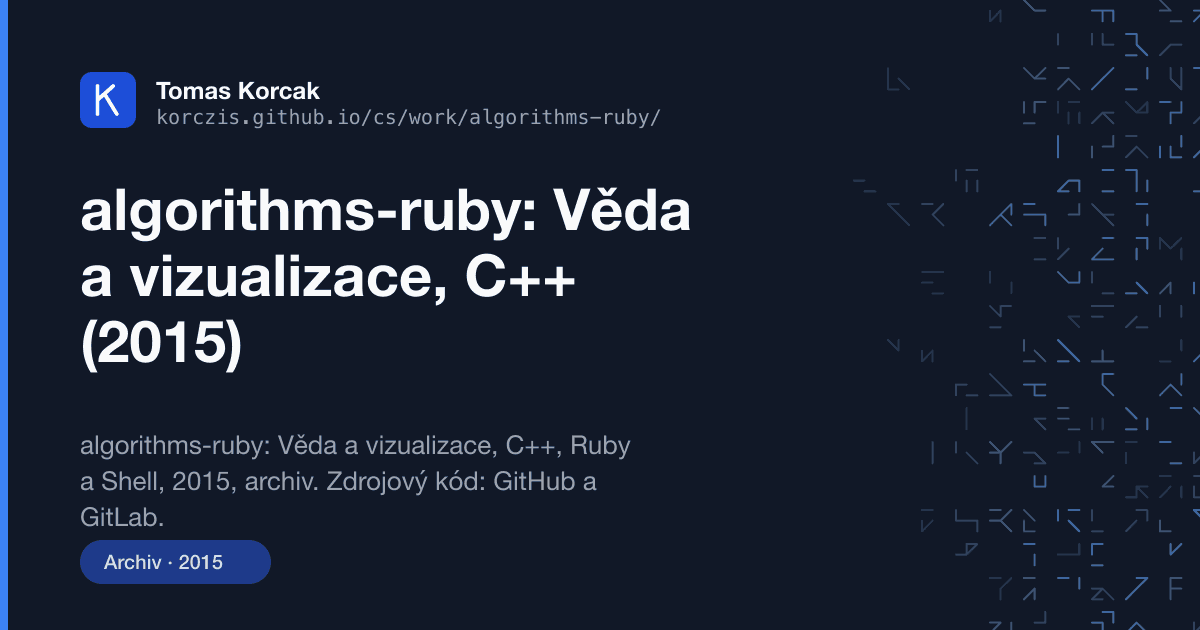 K
Tomas Korcak
korczis.github.io/cs/work/algorithms-ruby/
algorithms-ruby: Věda
a vizualizace, C++
(2015)
algorithms-ruby: Věda a vizualizace, C++, Ruby
a Shell, 2015, archiv. Zdrojový kód: GitHub a
GitLab.
Archiv · 2015